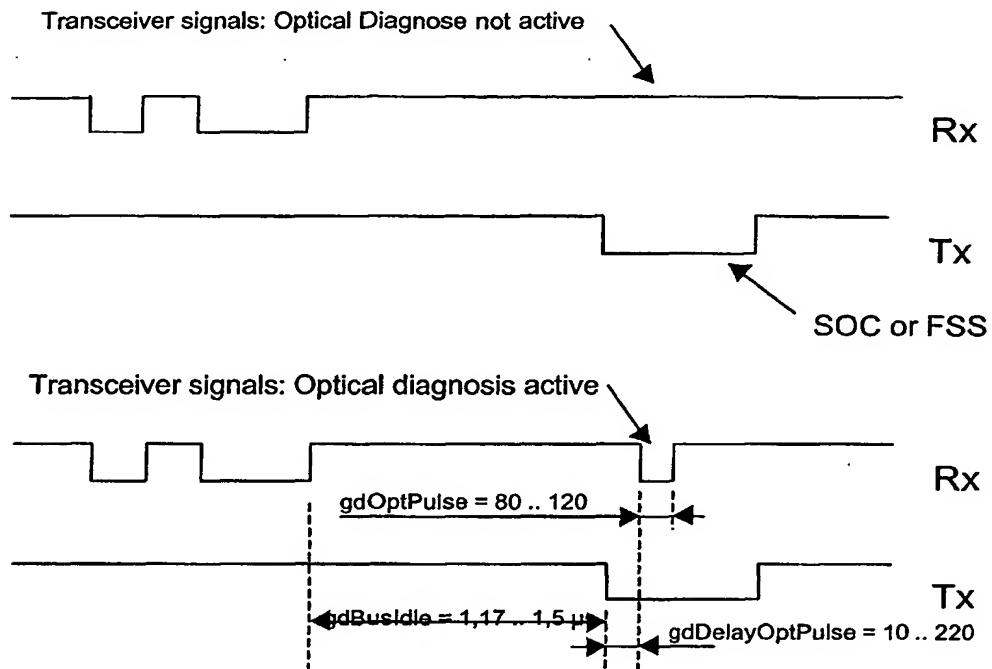 Transceiver signals: Optical Diagnose not active
Rx
Tx
SOC or FSS
Transceiver signals: Optical diagnosis active
Rx
gdOptPulse = 80 .. 120
Tx
gdBusIdle = 1,17 .. 1,5 µ
gdDelayOptPulse = 10 .. 220